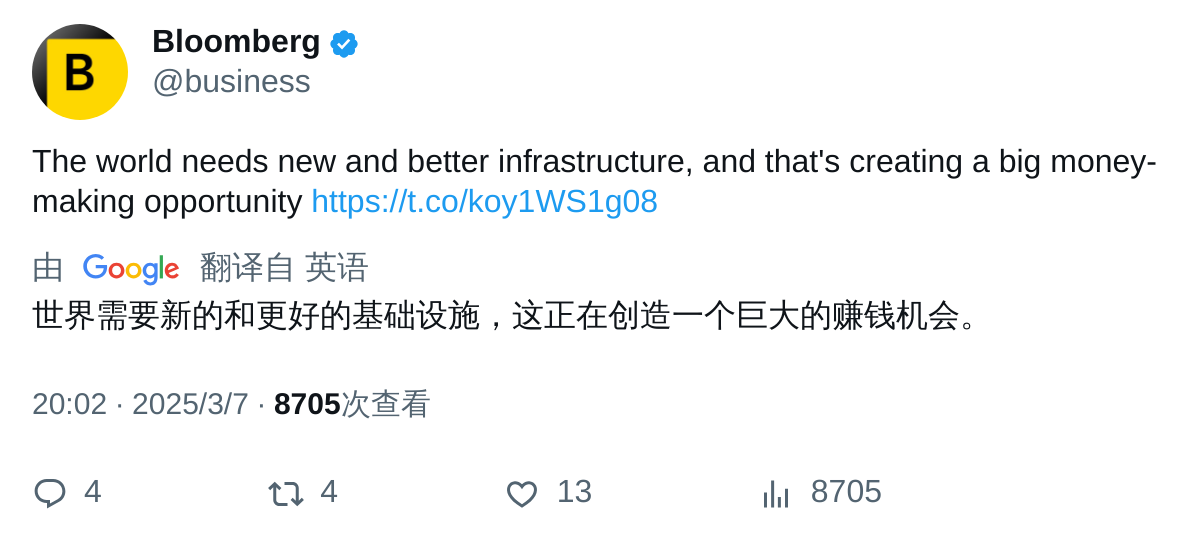 B
Bloomberg
@business
The world needs new and better infrastructure, and that's creating a big money-
making opportunity https://t.co/koy1WS1g08
由 Google 翻译自 英语
世界需要新的和更好的基础设施，这正在创造一个巨大的赚钱机会。
20:02 · 2025/3/7 · 8705次查看
4 4 13 8705